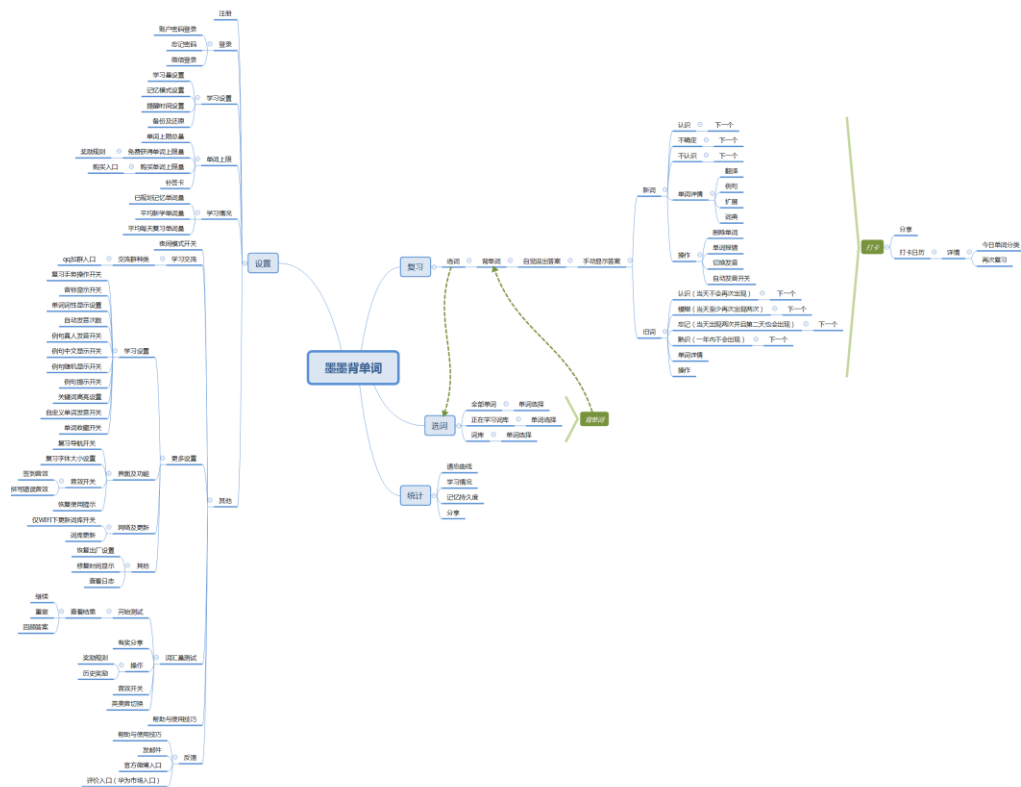 墨墨背单词
设置
注册
登录
账户密码登录
忘记密码
微信登录
学习设置
学习量设置
记忆模式设置
提醒时间设置
备份及还原
单词上限
单词上限总量
免费获得单词上限量
奖励规则
购买单词上限量
购买入口
补签卡
学习情况
已规划记忆单词量
平均新学单词量
平均每天复习单词量
其他
夜间模式开关
学习交流
交流群种类
qq加群入口
更多设置
学习设置
复习手势操作开关
音标显示开关
单词词性显示设置
自动发音次数
例句真人发音开关
例句中文显示开关
例句随机显示开关
例句提示开关
关键词高亮设置
自定义单词发音开关
单词收藏开关
界面及功能
复习导航开关
复习字体大小设置
音效开关
签到音效
拼写错误音效
恢复使用提示
网络及更新
仅WIFI下更新词库开关
词库更新
其他
恢复出厂设置
修复时间显示
查看日志
词汇量测试
开始测试
查看结果
继续
重做
回顾答案
有奖分享
操作
奖励规则
历史奖励
音效开关
英美音切换
帮助与使用技巧
反馈
帮助与使用技巧
发邮件
官方微博入口
评价入口（华为市场入口）
复习
选词
背单词
自觉说出答案
手动显示答案
新词
认识
下一个
不确定
下一个
不认识
下一个
单词详情
翻译
例句
扩展
词典
操作
删除单词
单词报错
切换发音
自动发音开关
旧词
认识（当天不会再次出现）
下一个
模糊（当天至少再次出现两次）
下一个
忘记（当天出现两次并且第二天也会出现）
下一个
熟识（一年内不会出现）
下一个
单词详情
操作
打卡
分享
打卡日历
详情
今日单词分类
再次复习
选词
全部单词
单词选择
正在学习词库
单词选择
词库
单词选择
背单词
统计
遗忘曲线
学习情况
记忆持久度
分享